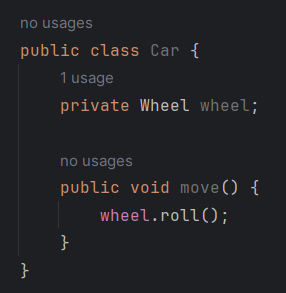 no usages
public class Car {
1 usage
private Wheel wheel;
no usages
public void move() {
wheel.roll();
}
}